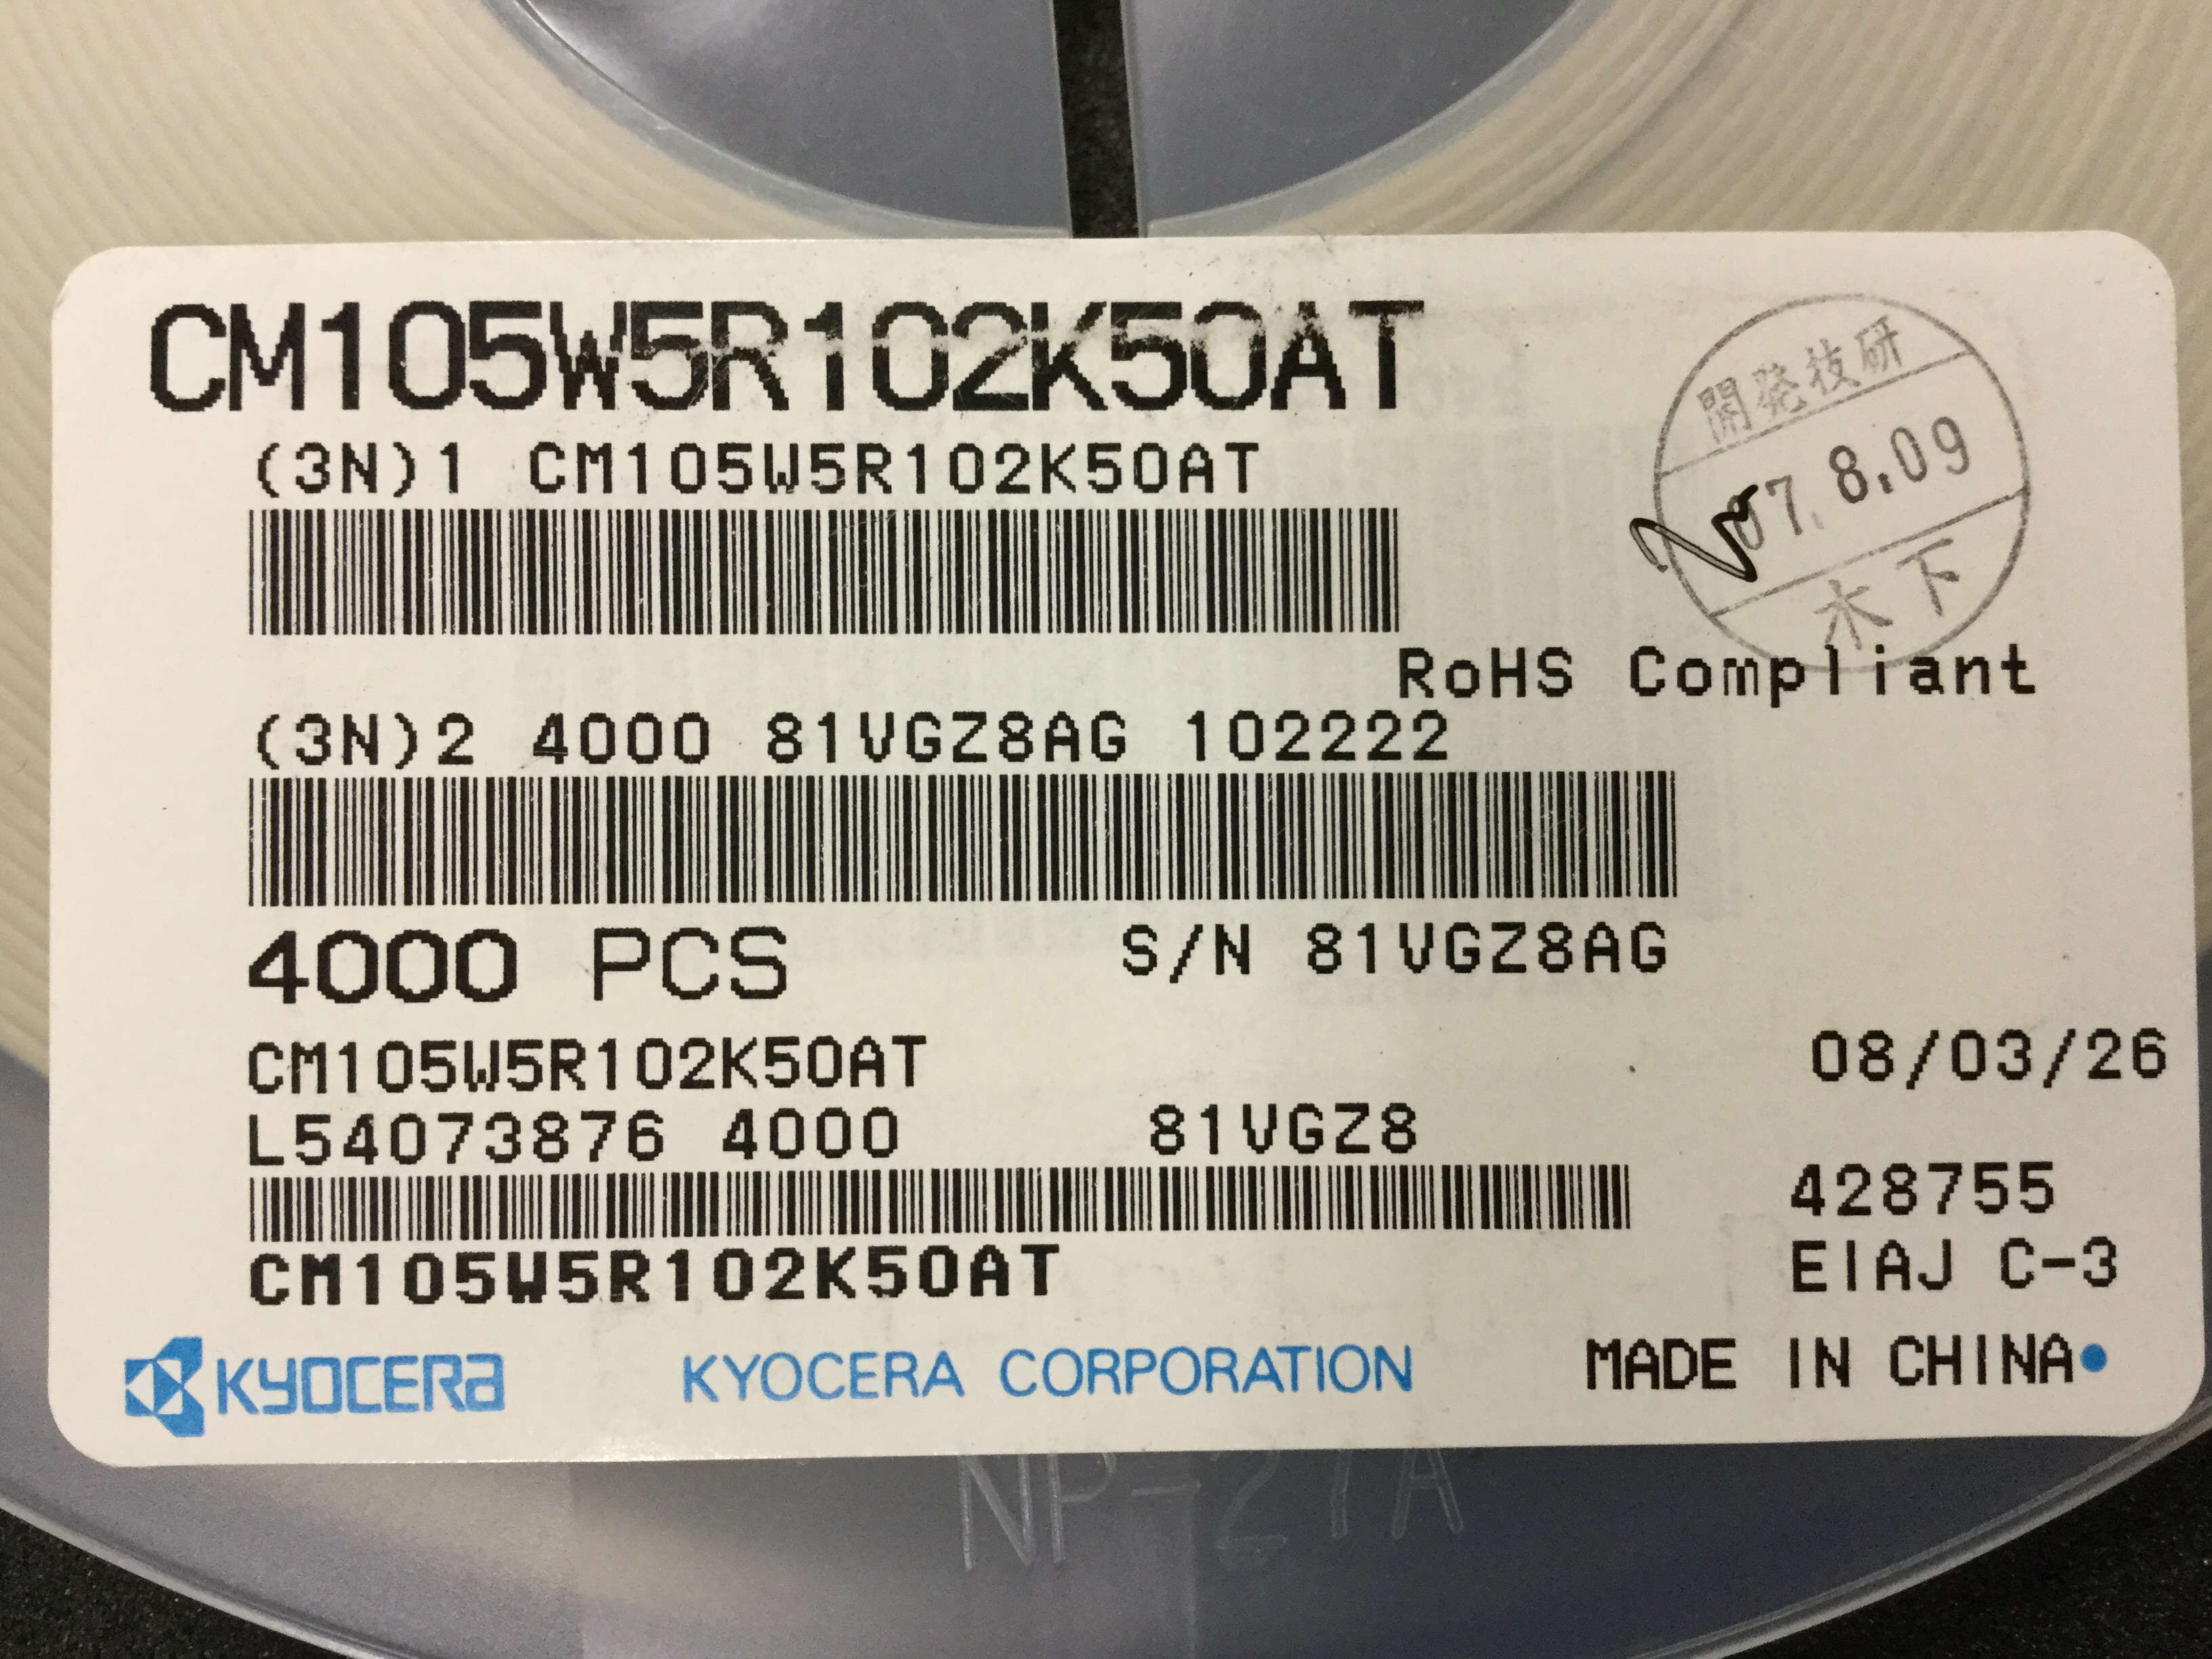 CM105W5R102K50AT
(3N)1 CM105W5R102K50AT
開発技研
07.8.09
木下
RoHS Compliant
(3N)2 4000 81VGZ8AG 102222
4000 PCS S/N 81VGZ8AG
CM105W5R102K50AT 08/03/26
L54073876 4000 81VGZ8
428755
CM105W5R102K50AT EIAJ C-3
KYOCERA KYOCERA CORPORATION MADE IN CHINA